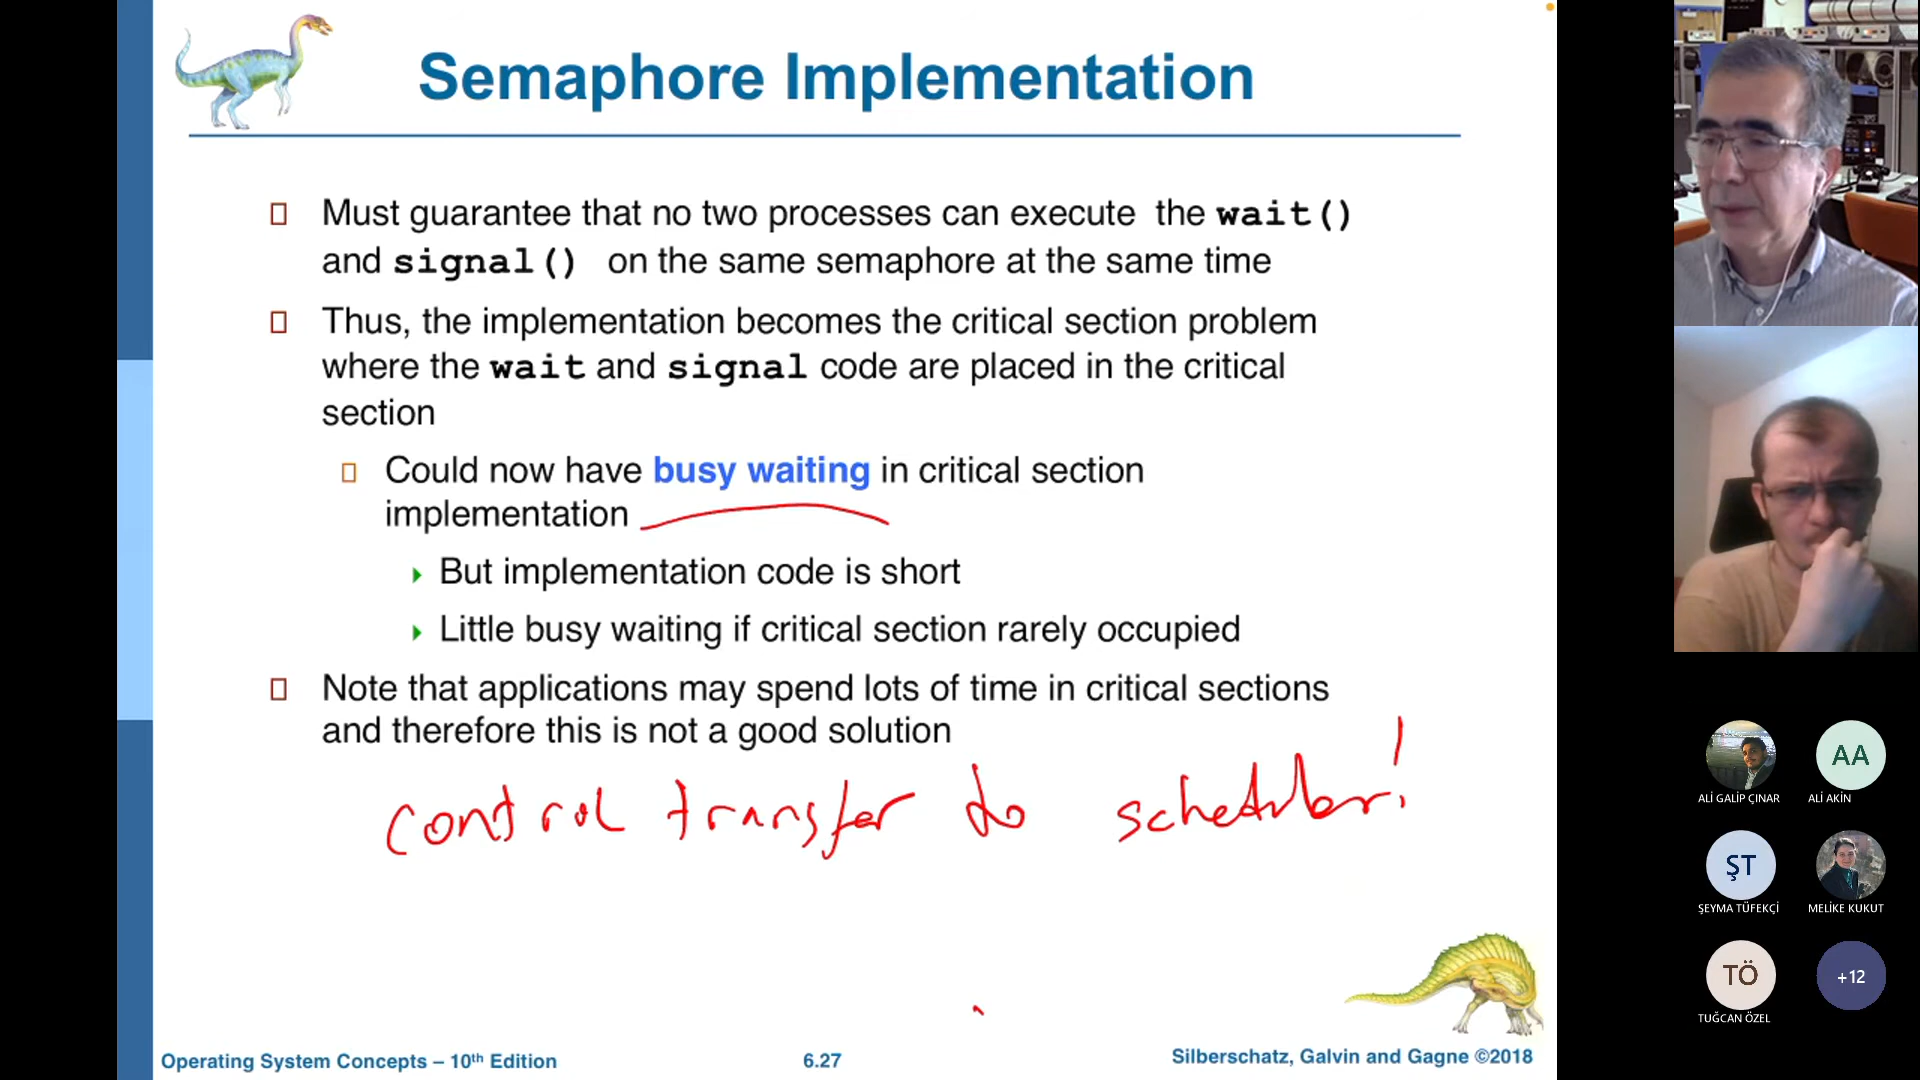 Semaphore Implementation
Must guarantee that no two processes can execute the wait()
and signal() on the same semaphore at the same time
Thus, the implementation becomes the critical section problem
where the wait and signal code are placed in the critical
section
Could now have busy waiting in critical section
implementation
But implementation code is short
Little busy waiting if critical section rarely occupied
Note that applications may spend lots of time in critical sections
and therefore this is not a good solution
control transfer to scheduler!
Operating System Concepts – 10th Edition
6.27
Silberschatz, Galvin and Gagne ©2018
AA
ALİ GALİP ÇINAR
ALİ AKİN
ŞT
ŞEYMA TÜFEKÇİ
MELİKE KUKUT
TÖ
+12
TUĞCAN ÖZEL